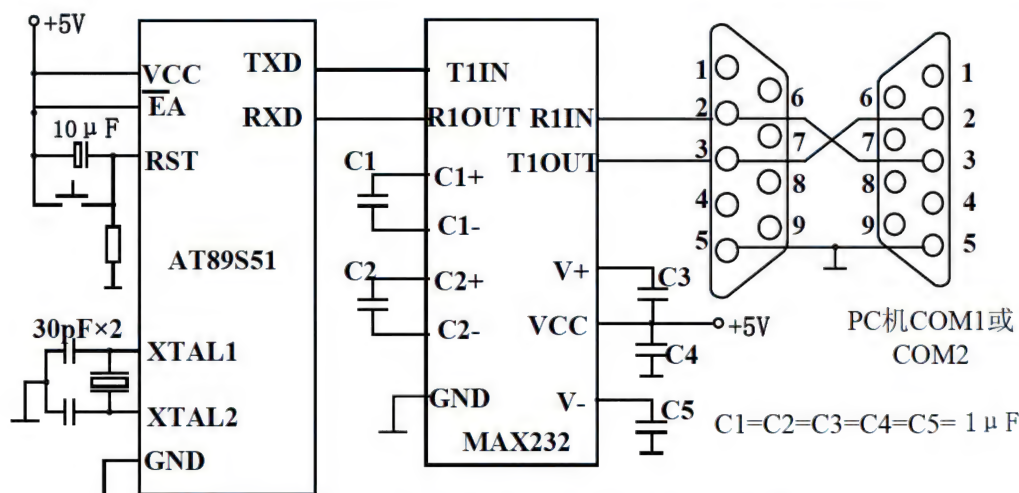 +5V
VCC
EA
10μF
RST
AT89S51
30pF×2
XTAL1
XTAL2
GND
TXD
RXD
T1IN
R1OUT R1IN
T1OUT
C1
C1+
C1-
C2
C2+
C2-
V+
C3
VCC
+5V
C4
GND
V-
C5
MAX232
1
2
3
4
5
6
7
8
9
6
7
8
9
1
2
3
4
5
PC机COM1或
COM2
C1=C2=C3=C4=C5= 1μF